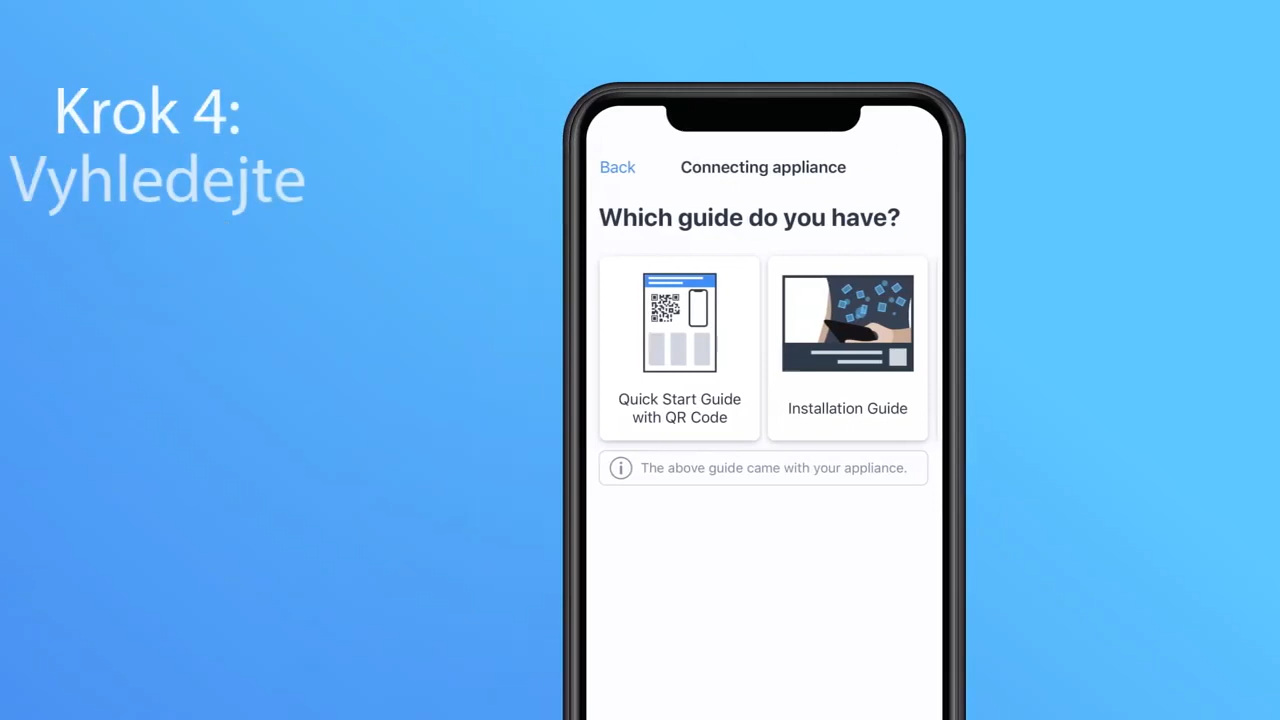 Krok 4:
Vyhledejte
Back
Connecting appliance
Which guide do you have?
Quick Start Guide
with QR Code
Installation Guide
The above guide came with your appliance.